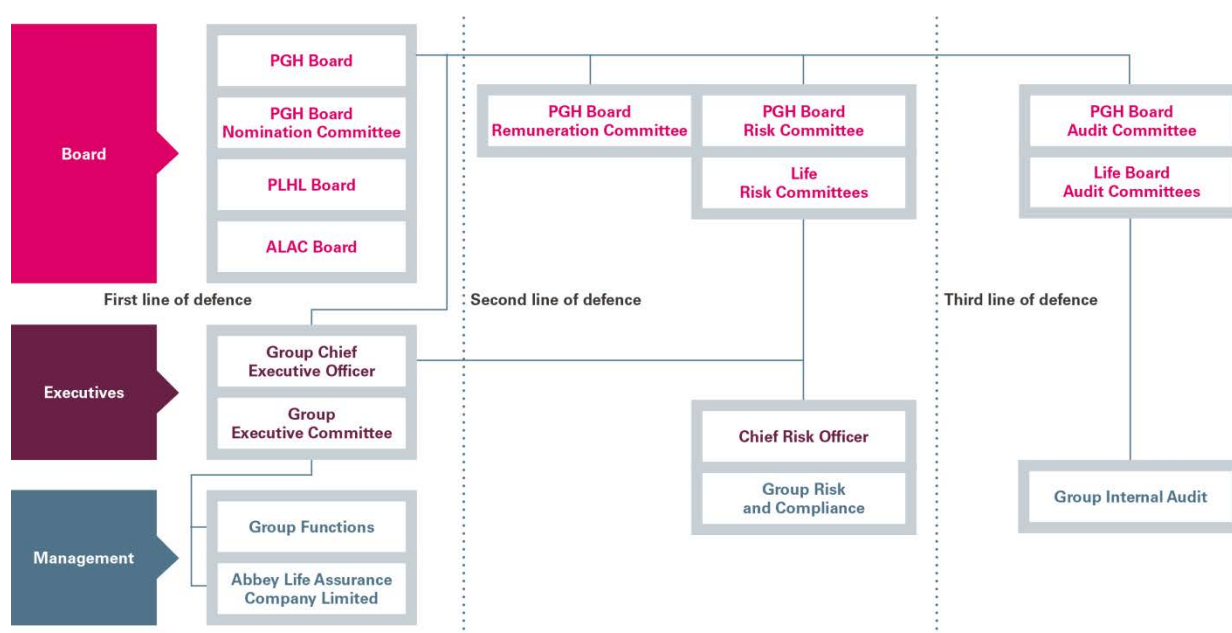 Board
PGH Board
PGH Board
Nomination Committee
PLHL Board
ALAC Board
PGH Board
Remuneration Committee
PGH Board
Risk Committee
Life
Risk Committees
PGH Board
Audit Committee
Life Board
Audit Committees
First line of defence
Second line of defence
Third line of defence
Executives
Group Chief
Executive Officer
Group
Executive Committee
Chief Risk Officer
Group Risk
and Compliance
Group Internal Audit
Management
Group Functions
Abbey Life Assurance
Company Limited